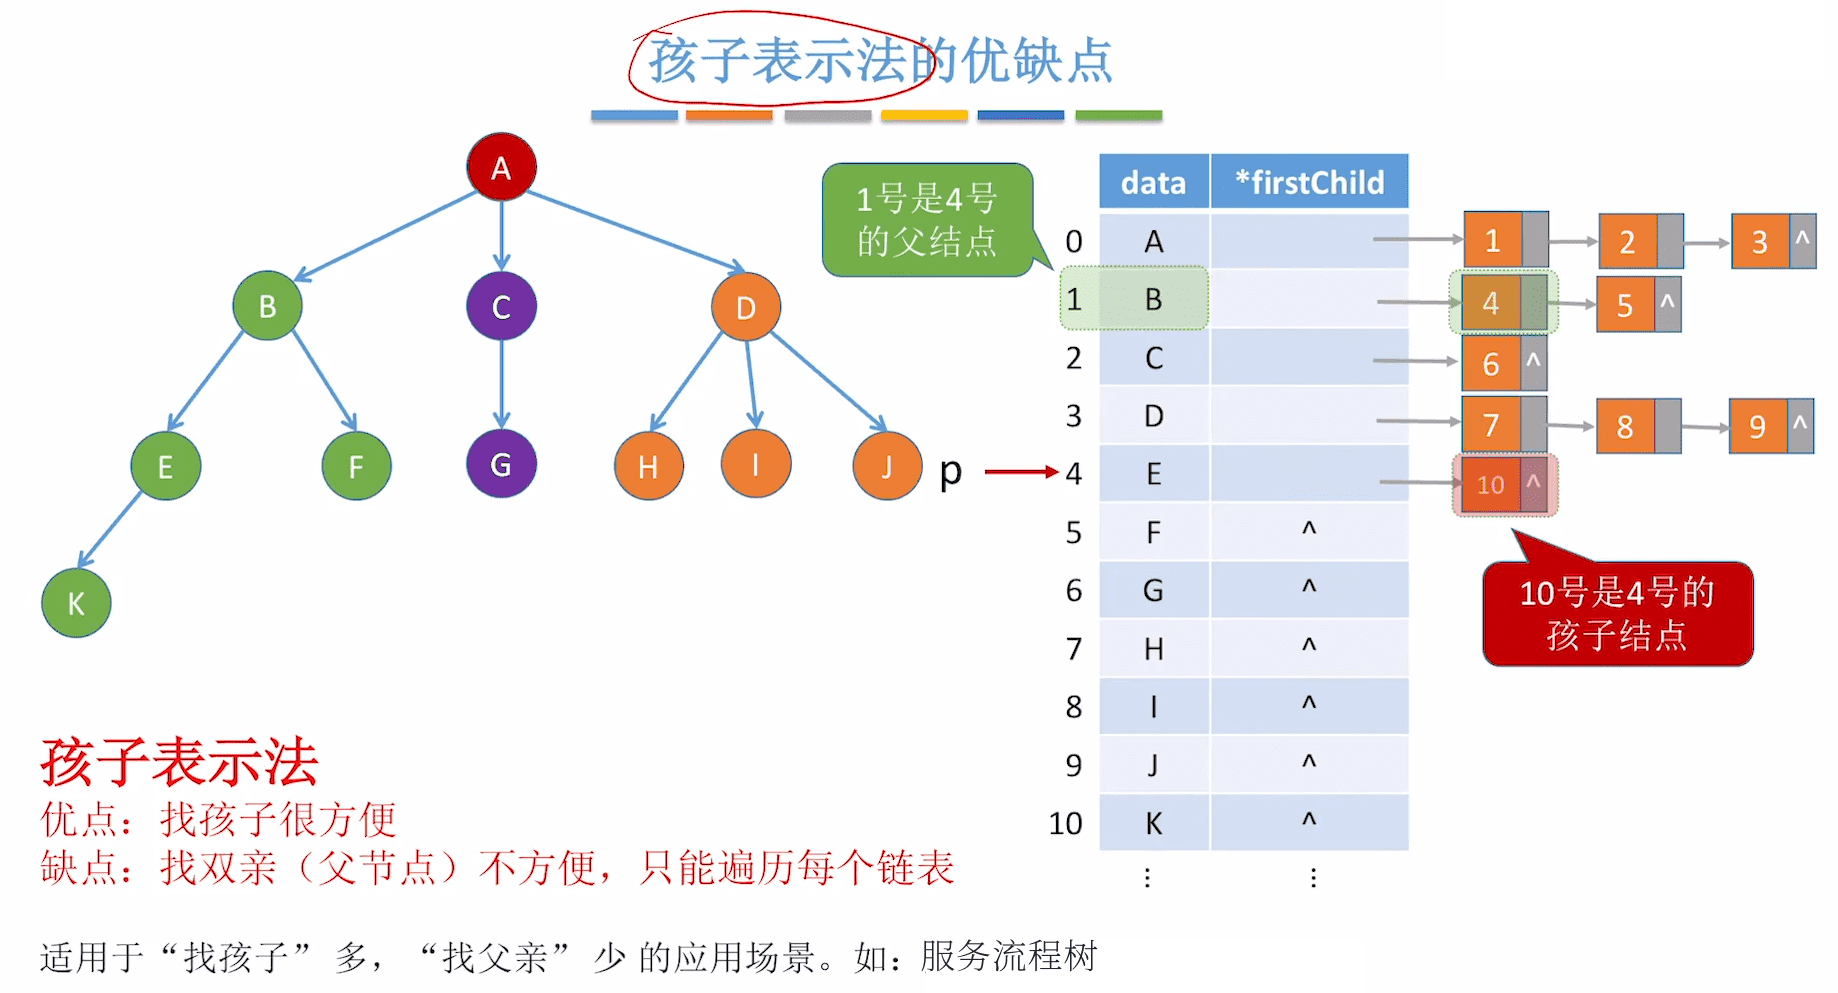 孩子表示法的优缺点
A
B
C
D
E
F
G
H
I
J
K
1号是4号
的父结点
p
data *firstChild
0 A 1 2 3 ^
1 B 4 5 ^
2 C 6 ^
3 D 7 8 9 ^
4 E 10 ^
5 F ^
6 G ^
7 H ^
8 I ^
9 J ^
10 K ^
⋮ ⋮
10号是4号的
孩子结点
孩子表示法
优点：找孩子很方便
缺点：找双亲（父节点）不方便，只能遍历每个链表
适用于“找孩子”多，“找父亲”少 的应用场景。如：服务流程树